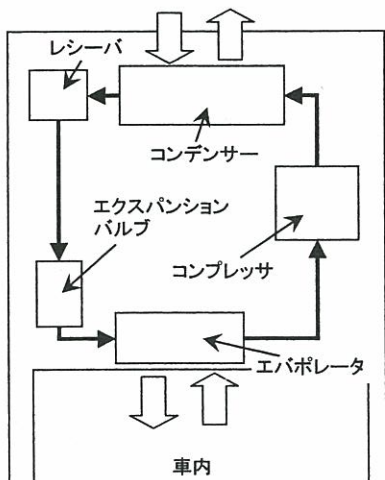 レシーバ
コンデンサー
エクスパンション
バルブ
コンプレッサ
エバポレータ
車内